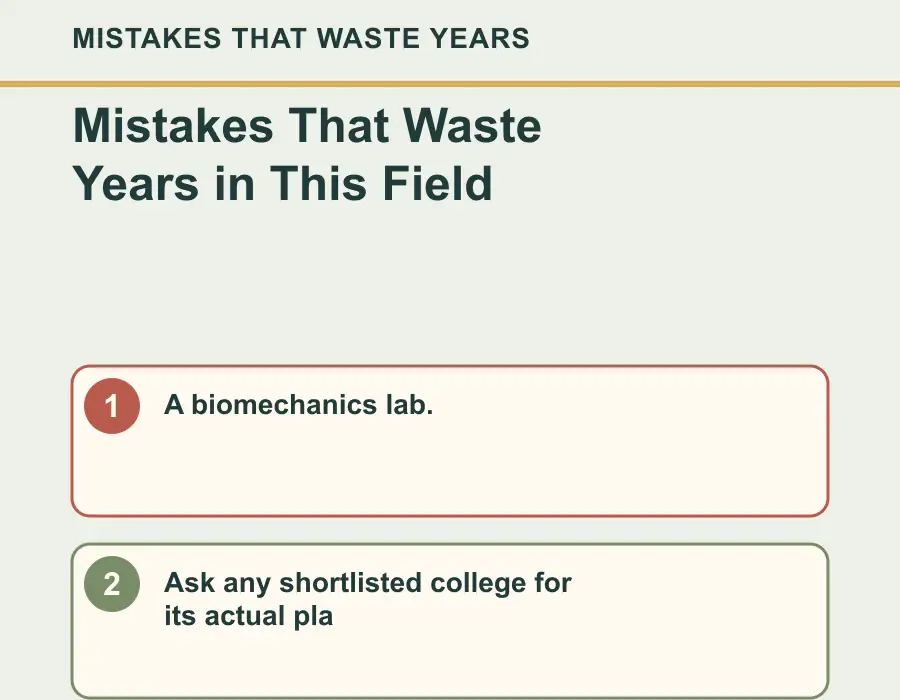 MISTAKES THAT WASTE YEARS
Mistakes That Waste
Years in This Field
1
A biomechanics lab.
2
Ask any shortlisted college for
its actual pla